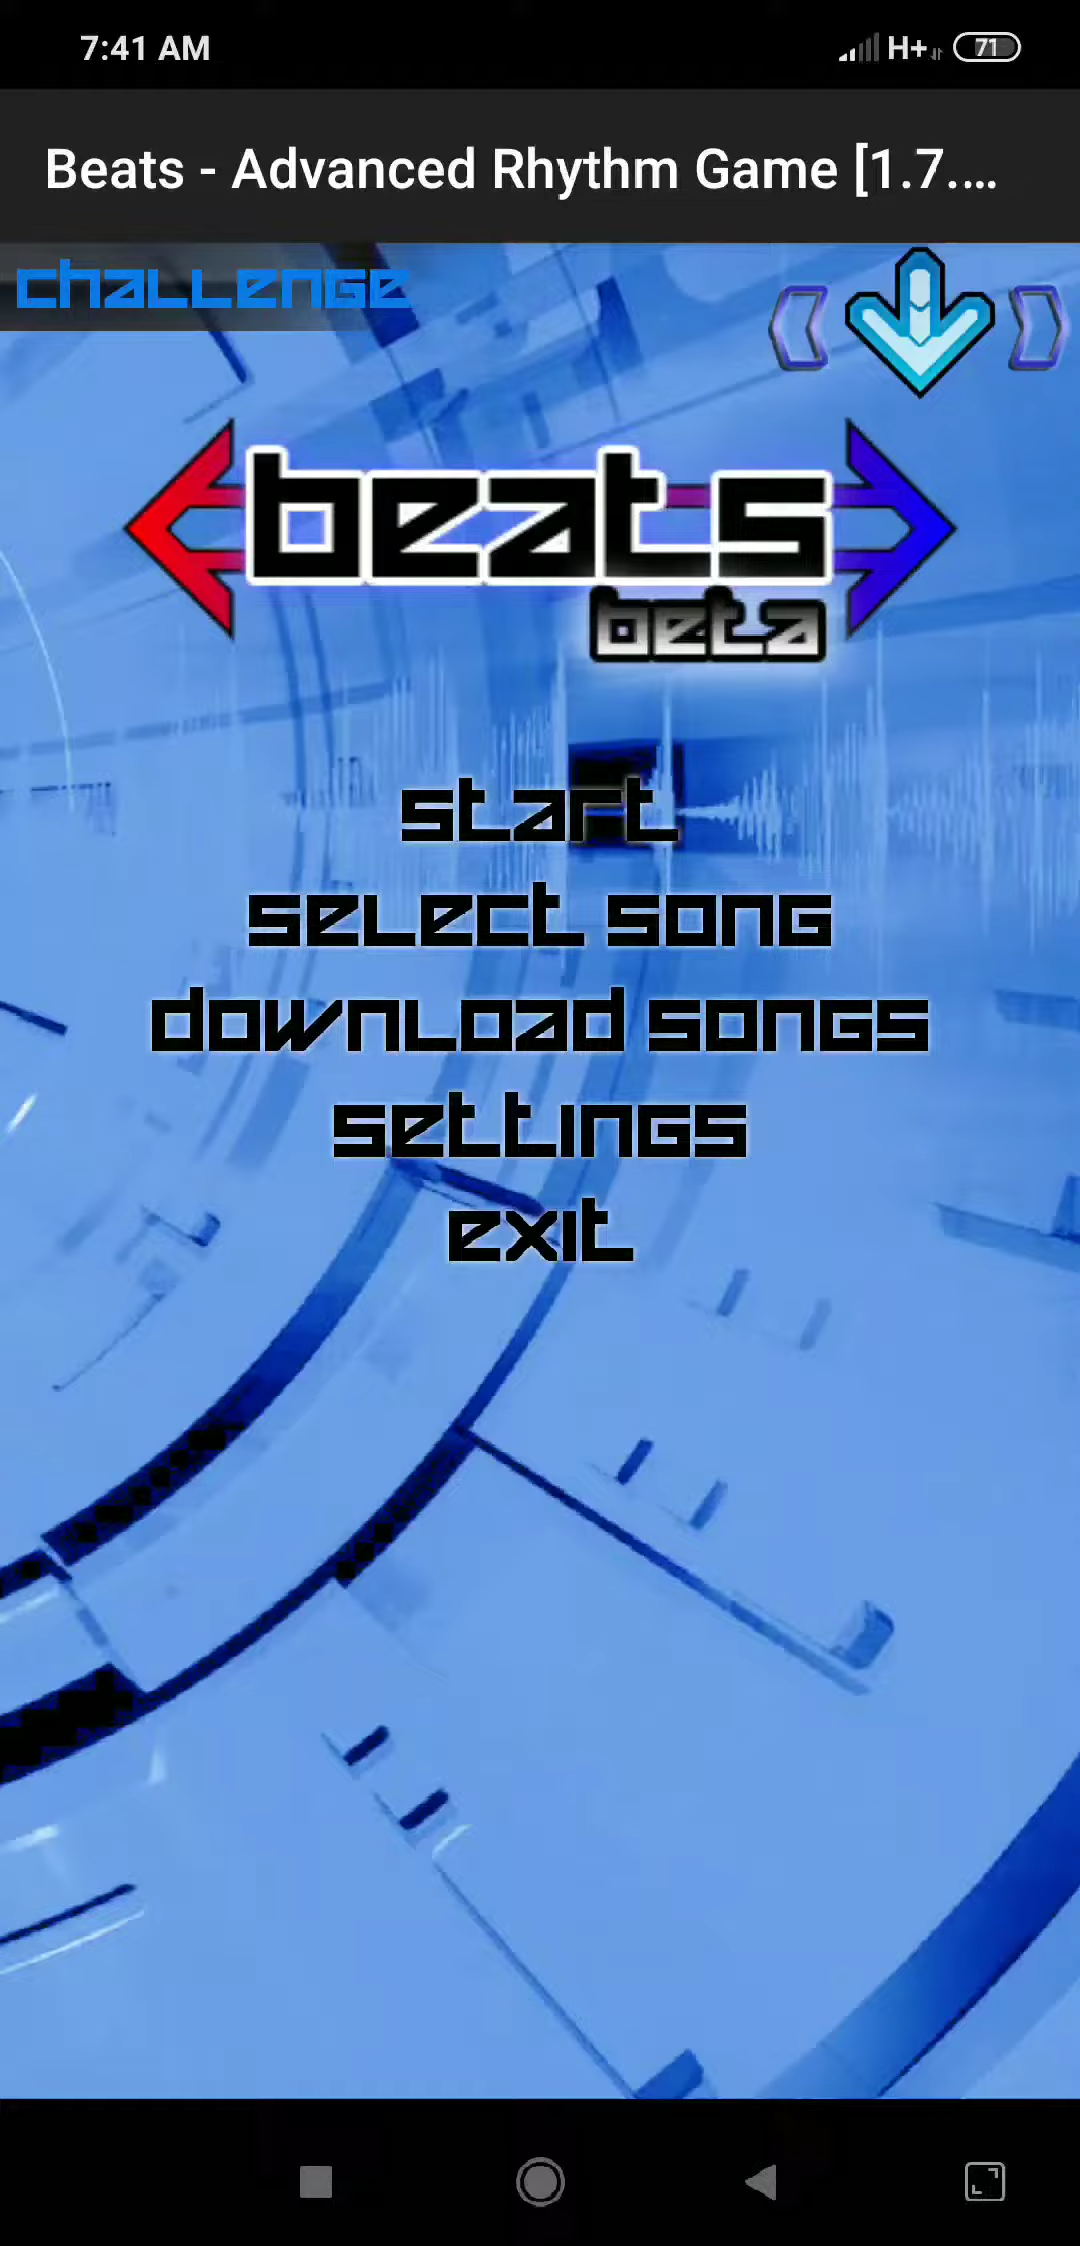 7:41 AM
H+
71
Beats - Advanced Rhythm Game [1.7....
challenge
beats
beta
start
select song
download songs
settings
exit